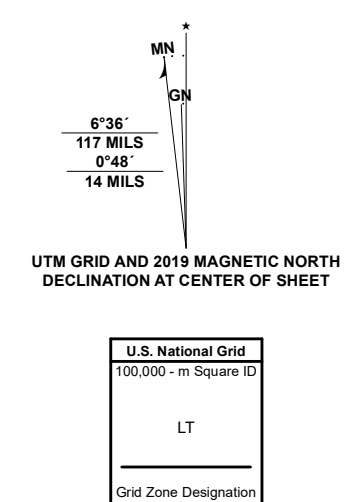 MN
GN
6°36´
117 MILS
0°48´
14 MILS
UTM GRID AND 2019 MAGNETIC NORTH
DECLINATION AT CENTER OF SHEET
U.S. National Grid
100,000 - m Square ID
LT
Grid Zone Designation